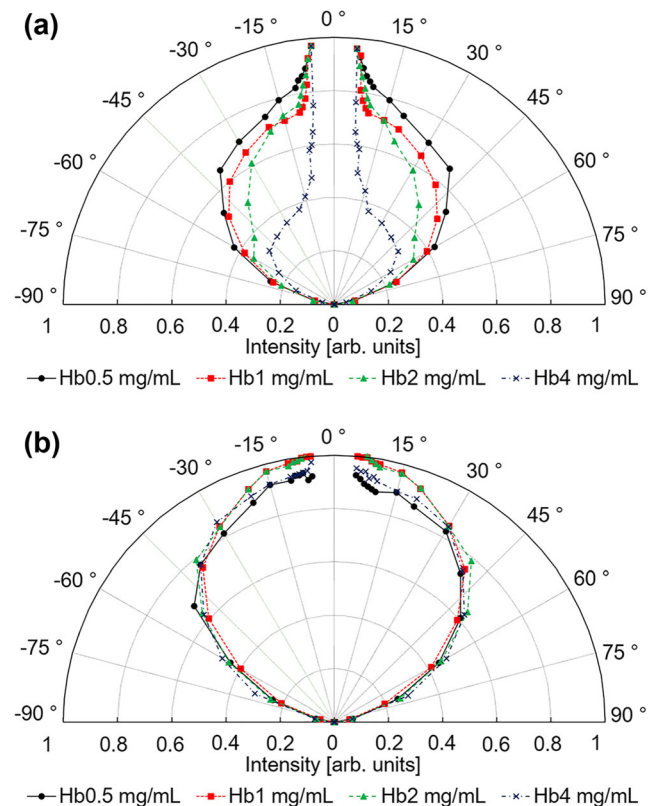 (a)
0 °
-15 ° 15 °
-30 ° 30 °
-45 ° 45 °
-60 ° 60 °
-75 ° 75 °
-90 ° 90 °
1 0.8 0.6 0.4 0.2 0 0.2 0.4 0.6 0.8 1
Intensity [arb. units]
Hb0.5 mg/mL Hb1 mg/mL Hb2 mg/mL Hb4 mg/mL
(b)
0 °
-15 ° 15 °
-30 ° 30 °
-45 ° 45 °
-60 ° 60 °
-75 ° 75 °
-90 ° 90 °
1 0.8 0.6 0.4 0.2 0 0.2 0.4 0.6 0.8 1
Intensity [arb. units]
Hb0.5 mg/mL Hb1 mg/mL Hb2 mg/mL Hb4 mg/mL